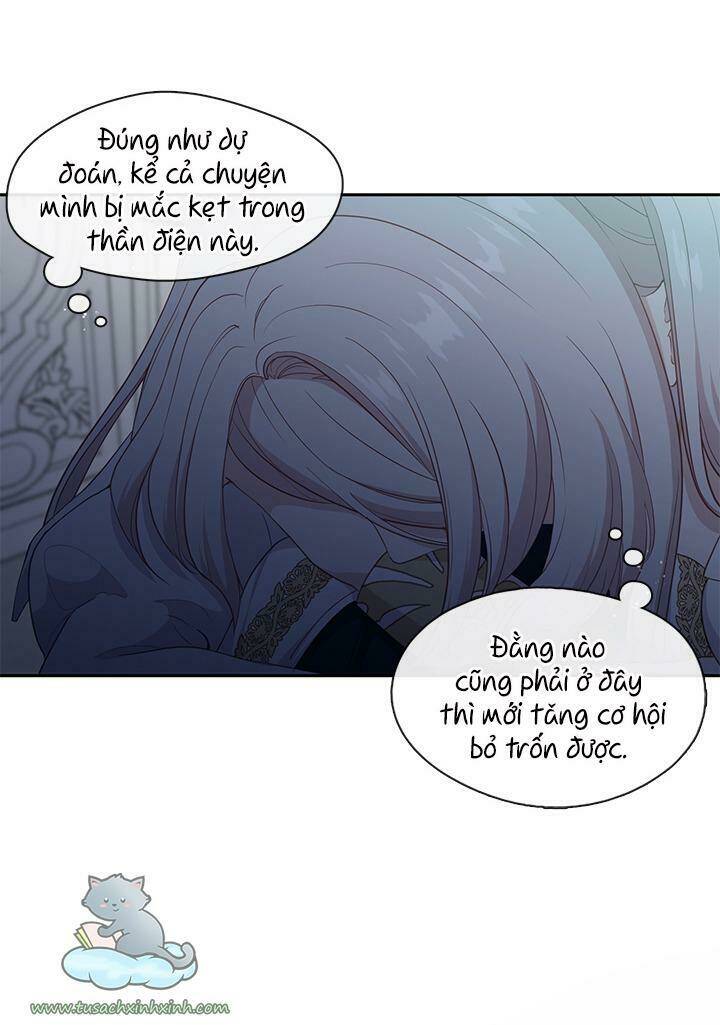 Đúng như dự
đoán, kể cả chuyện
mình bị mắc kẹt trong
thần điện này.
Đằng nào
cũng phải ở đây
thì mới tăng cơ hội
bỏ trốn được.
www.tusachxinhxinh.com